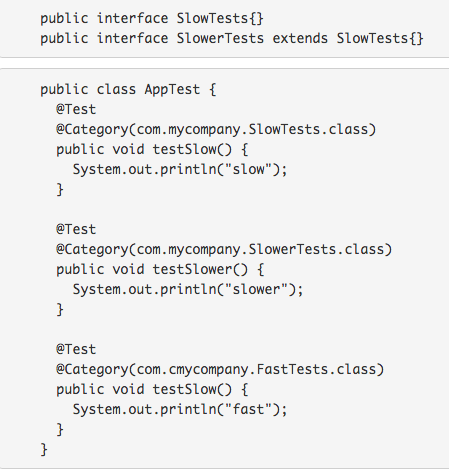 public interface SlowTests{}
public interface SlowerTests extends SlowTests{}
public class AppTest {
@Test
@Category(com.mycompany.SlowTests.class)
public void testSlow() {
System.out.println("slow");
}
@Test
@Category(com.mycompany.SlowerTests.class)
public void testSlower() {
System.out.println("slower");
}
@Test
@Category(com.cmycompany.FastTests.class)
public void testSlow() {
System.out.println("fast");
}
}